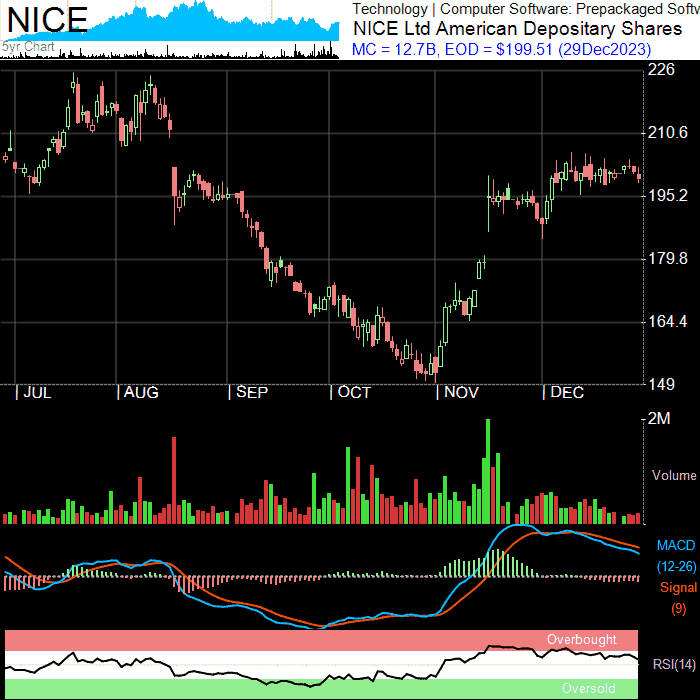 NICE
5yr Chart
Technology | Computer Software: Prepackaged Softw
NICE Ltd American Depositary Shares
MC = 12.7B, EOD = $199.51 (29Dec2023)
226
210.6
195.2
179.8
164.4
149
JUL AUG SEP OCT NOV DEC
2M
Volume
MACD
(12-26)
Signal
(9)
Overbought
RSI(14)
Oversold